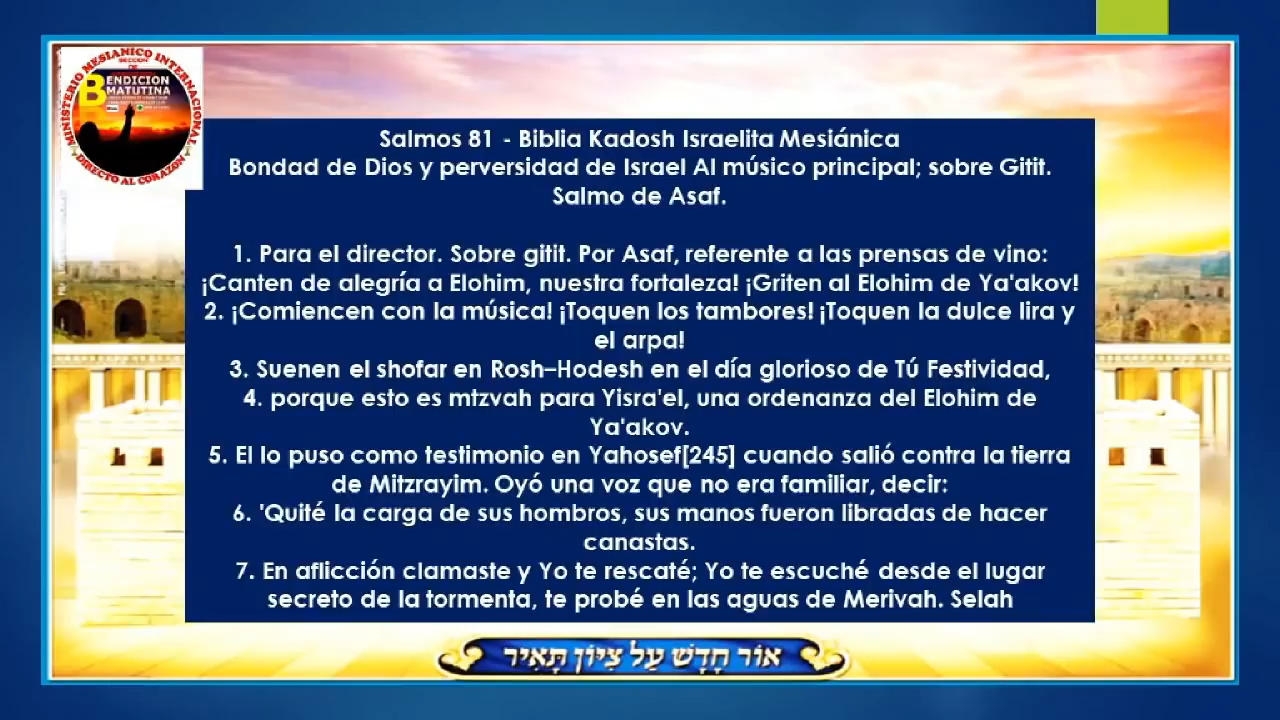 MINISTERIO MESIANICO INTERNACIONAL
SECCION
DE
BENDICION
MATUTINA
DIRECTO AL CORAZON
Salmos 81 - Biblia Kadosh Israelita Mesiánica
Bondad de Dios y perversidad de Israel Al músico principal; sobre Gitit.
Salmo de Asaf.
1. Para el director. Sobre gitit. Por Asaf, referente a las prensas de vino:
¡Canten de alegría a Elohim, nuestra fortaleza! ¡Griten al Elohim de Ya'akov!
2. ¡Comiencen con la música! ¡Toquen los tambores! ¡Toquen la dulce lira y
el arpa!
3. Suenen el shofar en Rosh–Hodesh en el día glorioso de Tú Festividad,
4. porque esto es mtzvah para Yisra'el, una ordenanza del Elohim de
Ya'akov.
5. El lo puso como testimonio en Yahosef[245] cuando salió contra la tierra
de Mitzrayim. Oyó una voz que no era familiar, decir:
6. 'Quité la carga de sus hombros, sus manos fueron libradas de hacer
canastas.
7. En aflicción clamaste y Yo te rescaté; Yo te escuché desde el lugar
secreto de la tormenta, te probé en las aguas de Merivah. Selah
אוֹר חָדָשׁ עַל צִיּוֹן תָּאִיר